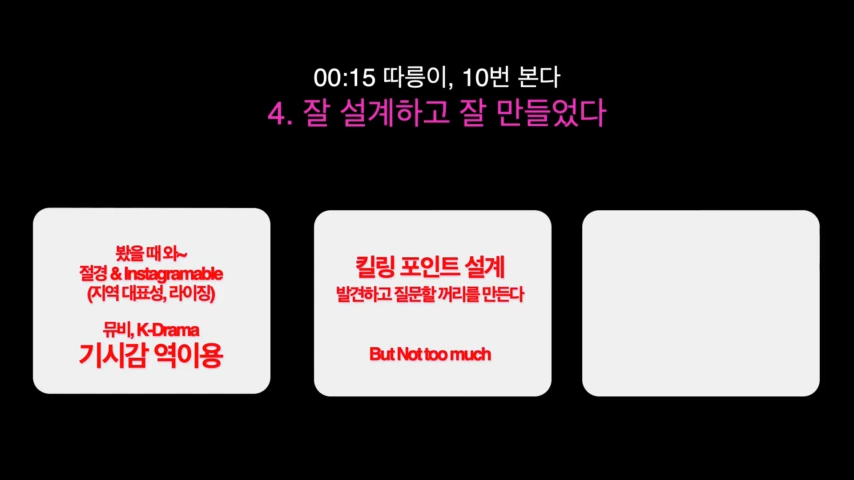 00:15 따릉이, 10번 본다
4. 잘 설계하고 잘 만들었다
봤을 때 와~
절경 & Instagramable
(지역 대표성, 라이징)
뮤비, K-Drama
기시감 역이용
킬링 포인트 설계
발견하고 질문할 꺼리를 만든다
But Not too much